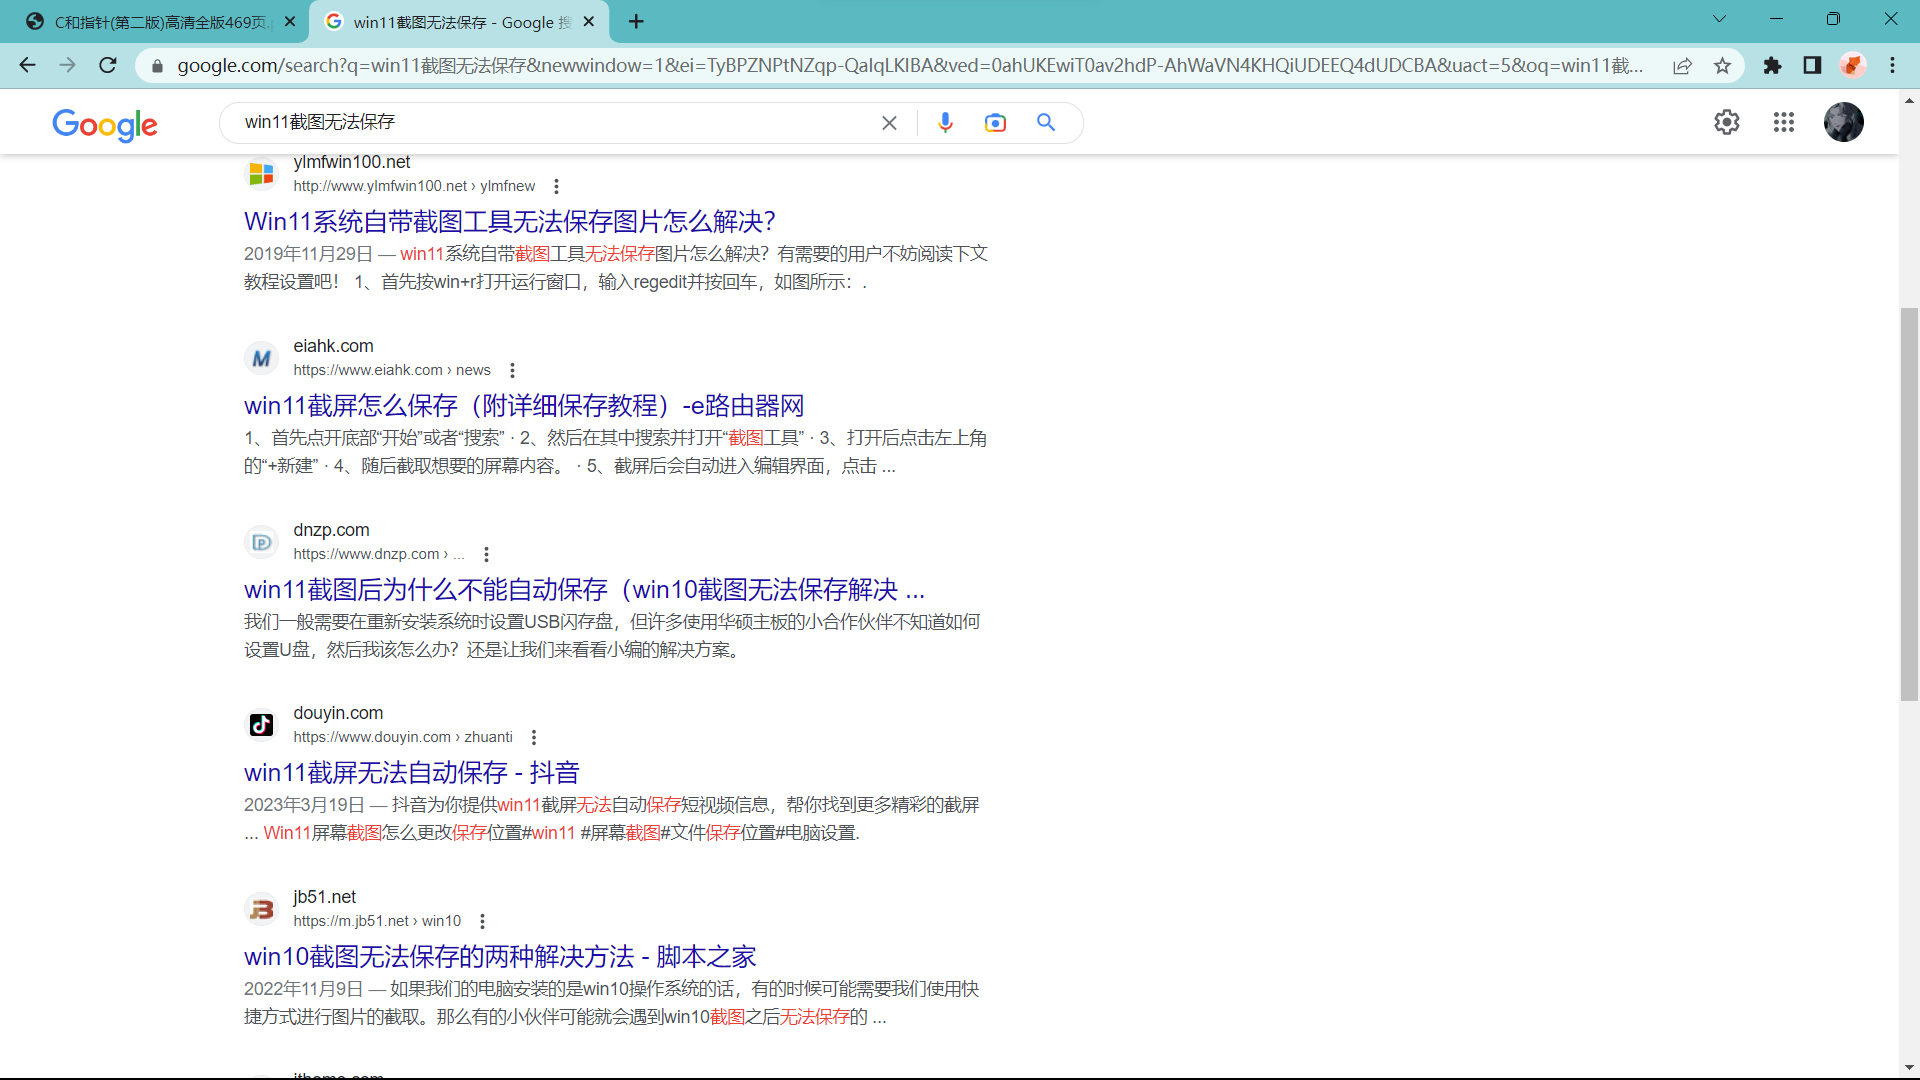 C和指针(第二版)高清全版469页.
win11截图无法保存 - Google 搜
google.com/search?q=win11截图无法保存&newwindow=1&ei=TyBPZNPtNZqp-QaIqLKIBA&ved=0ahUKEwiT0av2hdP-AhWaVN4KHQiUDEEQ4dUDCBA&uact=5&oq=win11截...
Google
win11截图无法保存
ylmfwin100.net
http://www.ylmfwin100.net › ylmfnew
Win11系统自带截图工具无法保存图片怎么解决?
2019年11月29日 — win11系统自带截图工具无法保存图片怎么解决？有需要的用户不妨阅读下文
教程设置吧！ 1、首先按win+r打开运行窗口，输入regedit并按回车，如图所示：.
eiahk.com
https://www.eiahk.com › news
win11截屏怎么保存（附详细保存教程）-e路由器网
1、首先点开底部“开始”或者“搜索” · 2、然后在其中搜索并打开“截图工具” · 3、打开后点击左上角
的“+新建” · 4、随后截取想要的屏幕内容。 · 5、截屏后会自动进入编辑界面，点击 ...
dnzp.com
https://www.dnzp.com › ...
win11截图后为什么不能自动保存（win10截图无法保存解决 ...
我们一般需要在重新安装系统时设置USB闪存盘，但许多使用华硕主板的小合作伙伴不知道如何
设置U盘，然后我该怎么办？还是让我们来看看小编的解决方案。
douyin.com
https://www.douyin.com › zhuanti
win11截屏无法自动保存 - 抖音
2023年3月19日 — 抖音为你提供win11截屏无法自动保存短视频信息，帮你找到更多精彩的截屏
... Win11屏幕截图怎么更改保存位置#win11 #屏幕截图#文件保存位置#电脑设置.
jb51.net
https://m.jb51.net › win10
win10截图无法保存的两种解决方法 - 脚本之家
2022年11月9日 — 如果我们的电脑安装的是win10操作系统的话，有的时候可能需要我们使用快
捷方式进行图片的截取。那么有的小伙伴可能就会遇到win10截图之后无法保存的 ...